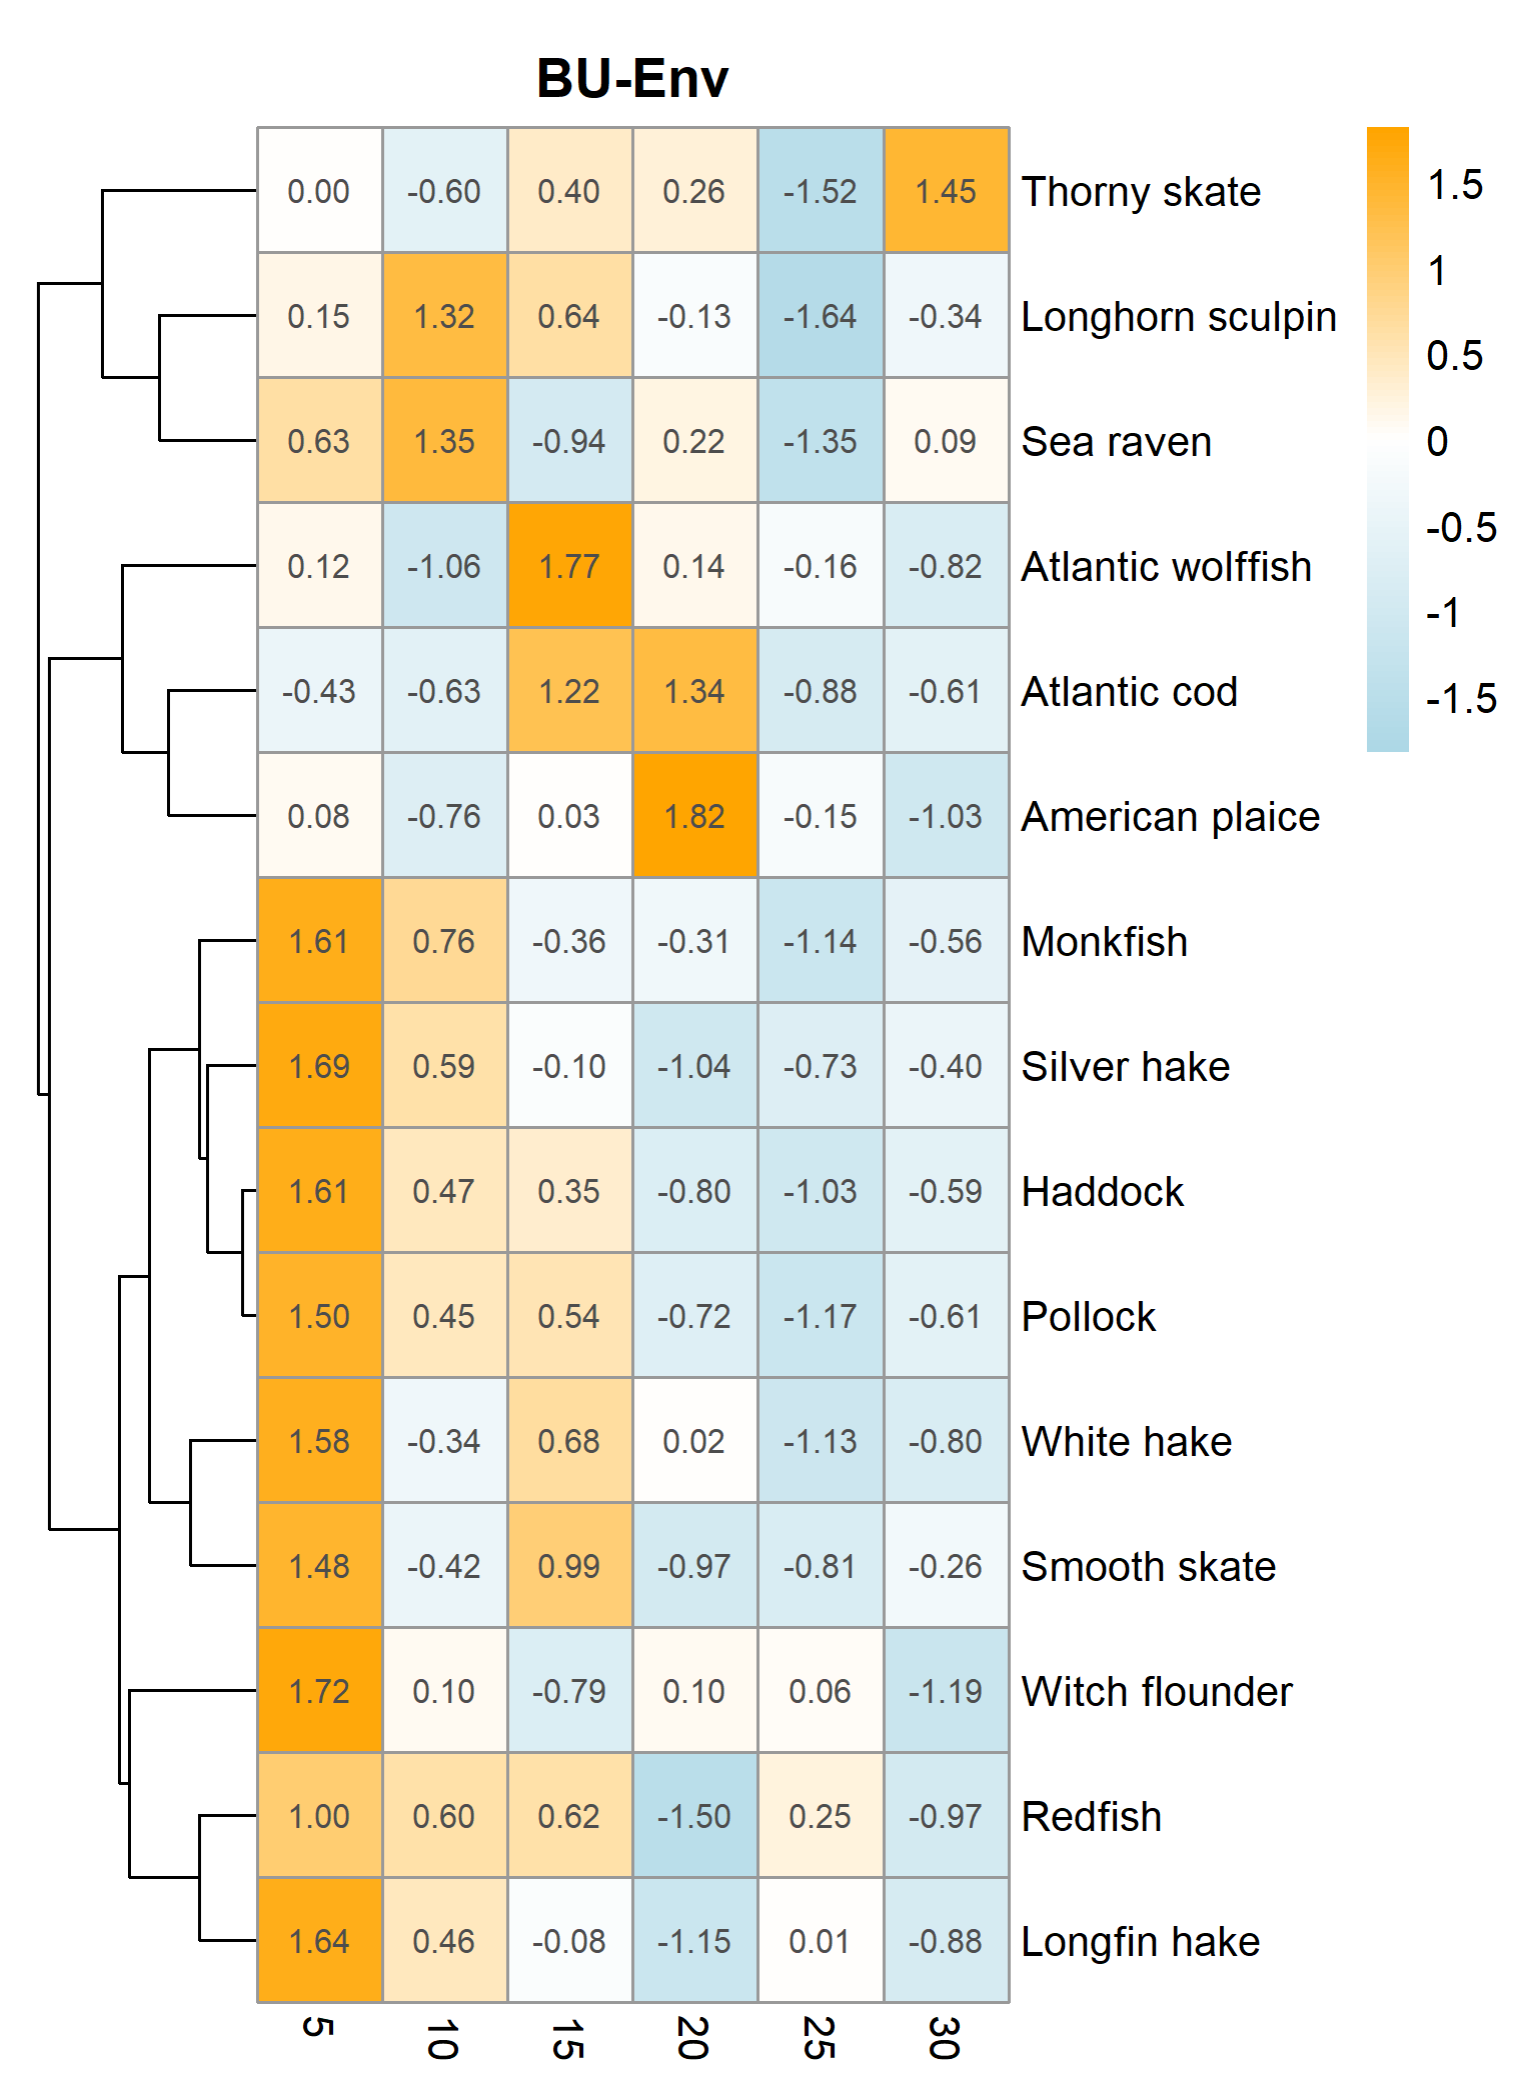 BU-Env
0.00 -0.60 0.40 0.26 -1.52 1.45 Thorny skate
0.15 1.32 0.64 -0.13 -1.64 -0.34 Longhorn sculpin
0.63 1.35 -0.94 0.22 -1.35 0.09 Sea raven
0.12 -1.06 1.77 0.14 -0.16 -0.82 Atlantic wolffish
-0.43 -0.63 1.22 1.34 -0.88 -0.61 Atlantic cod
0.08 -0.76 0.03 1.82 -0.15 -1.03 American plaice
1.61 0.76 -0.36 -0.31 -1.14 -0.56 Monkfish
1.69 0.59 -0.10 -1.04 -0.73 -0.40 Silver hake
1.61 0.47 0.35 -0.80 -1.03 -0.59 Haddock
1.50 0.45 0.54 -0.72 -1.17 -0.61 Pollock
1.58 -0.34 0.68 0.02 -1.13 -0.80 White hake
1.48 -0.42 0.99 -0.97 -0.81 -0.26 Smooth skate
1.72 0.10 -0.79 0.10 0.06 -1.19 Witch flounder
1.00 0.60 0.62 -1.50 0.25 -0.97 Redfish
1.64 0.46 -0.08 -1.15 0.01 -0.88 Longfin hake
5 10 15 20 25 30
1.5
1
0.5
0
-0.5
-1
-1.5